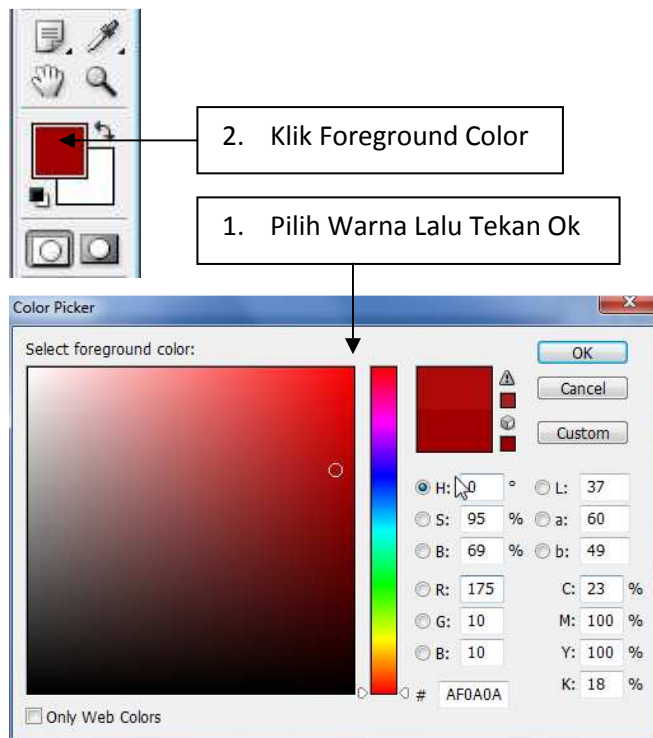 2. Klik Foreground Color
1. Pilih Warna Lalu Tekan Ok
Color Picker
Select foreground color:
OK
Cancel
Custom
H: 0 ° L: 37
S: 95 % a: 60
B: 69 % b: 49
R: 175 C: 23 %
G: 10 M: 100 %
B: 10 Y: 100 %
# AF0A0A K: 18 %
Only Web Colors